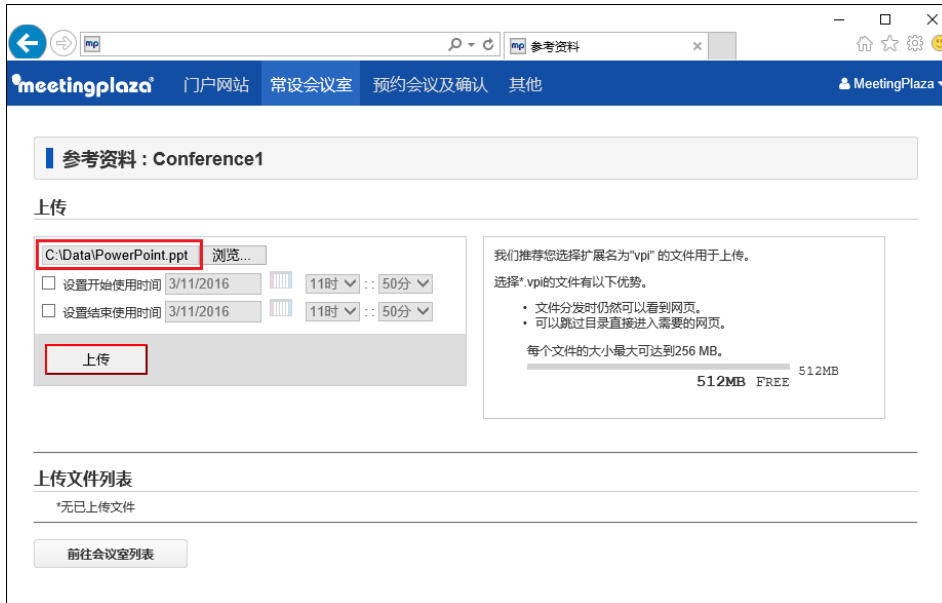 mp
mp 参考资料
meetingplaza 门户网站 常设会议室 预约会议及确认 其他 MeetingPlaza
参考资料 : Conference1
上传
C:\Data\PowerPoint.ppt 浏览...
设置开始使用时间 3/11/2016 11时 : : 50分
设置结束使用时间 3/11/2016 11时 : : 50分
上传
我们推荐您选择扩展名为"vpi" 的文件用于上传。
选择*.vpi的文件有以下优势。
• 文件分发时仍然可以看到网页。
• 可以跳过目录直接进入需要的网页。
每个文件的大小最大可达到256 MB。
512MB
512MB FREE
上传文件列表
*无已上传文件
前往会议室列表